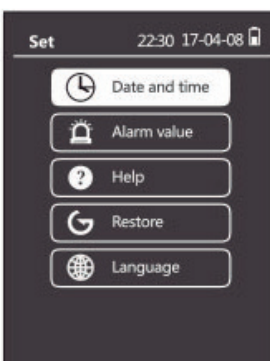 Set 22:30 17-04-08
Date and time
Alarm value
Help
Restore
Language